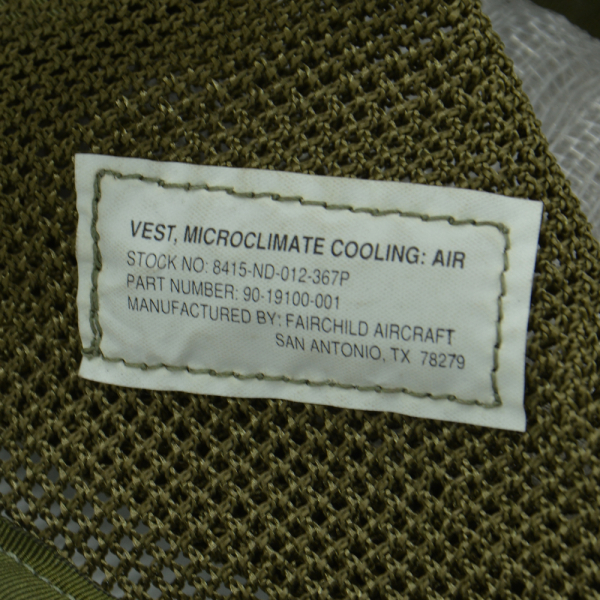 VEST, MICROCLIMATE COOLING: AIR
STOCK NO: 8415-ND-012-367P
PART NUMBER: 90-19100-001
MANUFACTURED BY: FAIRCHILD AIRCRAFT
SAN ANTONIO, TX 78279